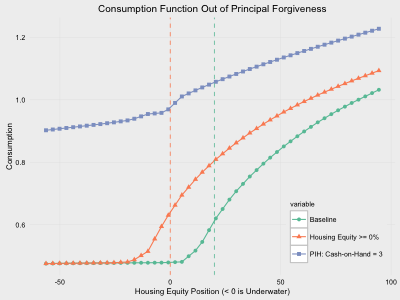 Consumption Function Out of Principal Forgiveness
1.2
1.0
0.8
0.6
Consumption
-50
0
50
100
Housing Equity Position (< 0 is Underwater)
variable
Baseline
Housing Equity >= 0%
PIH: Cash-on-Hand = 3